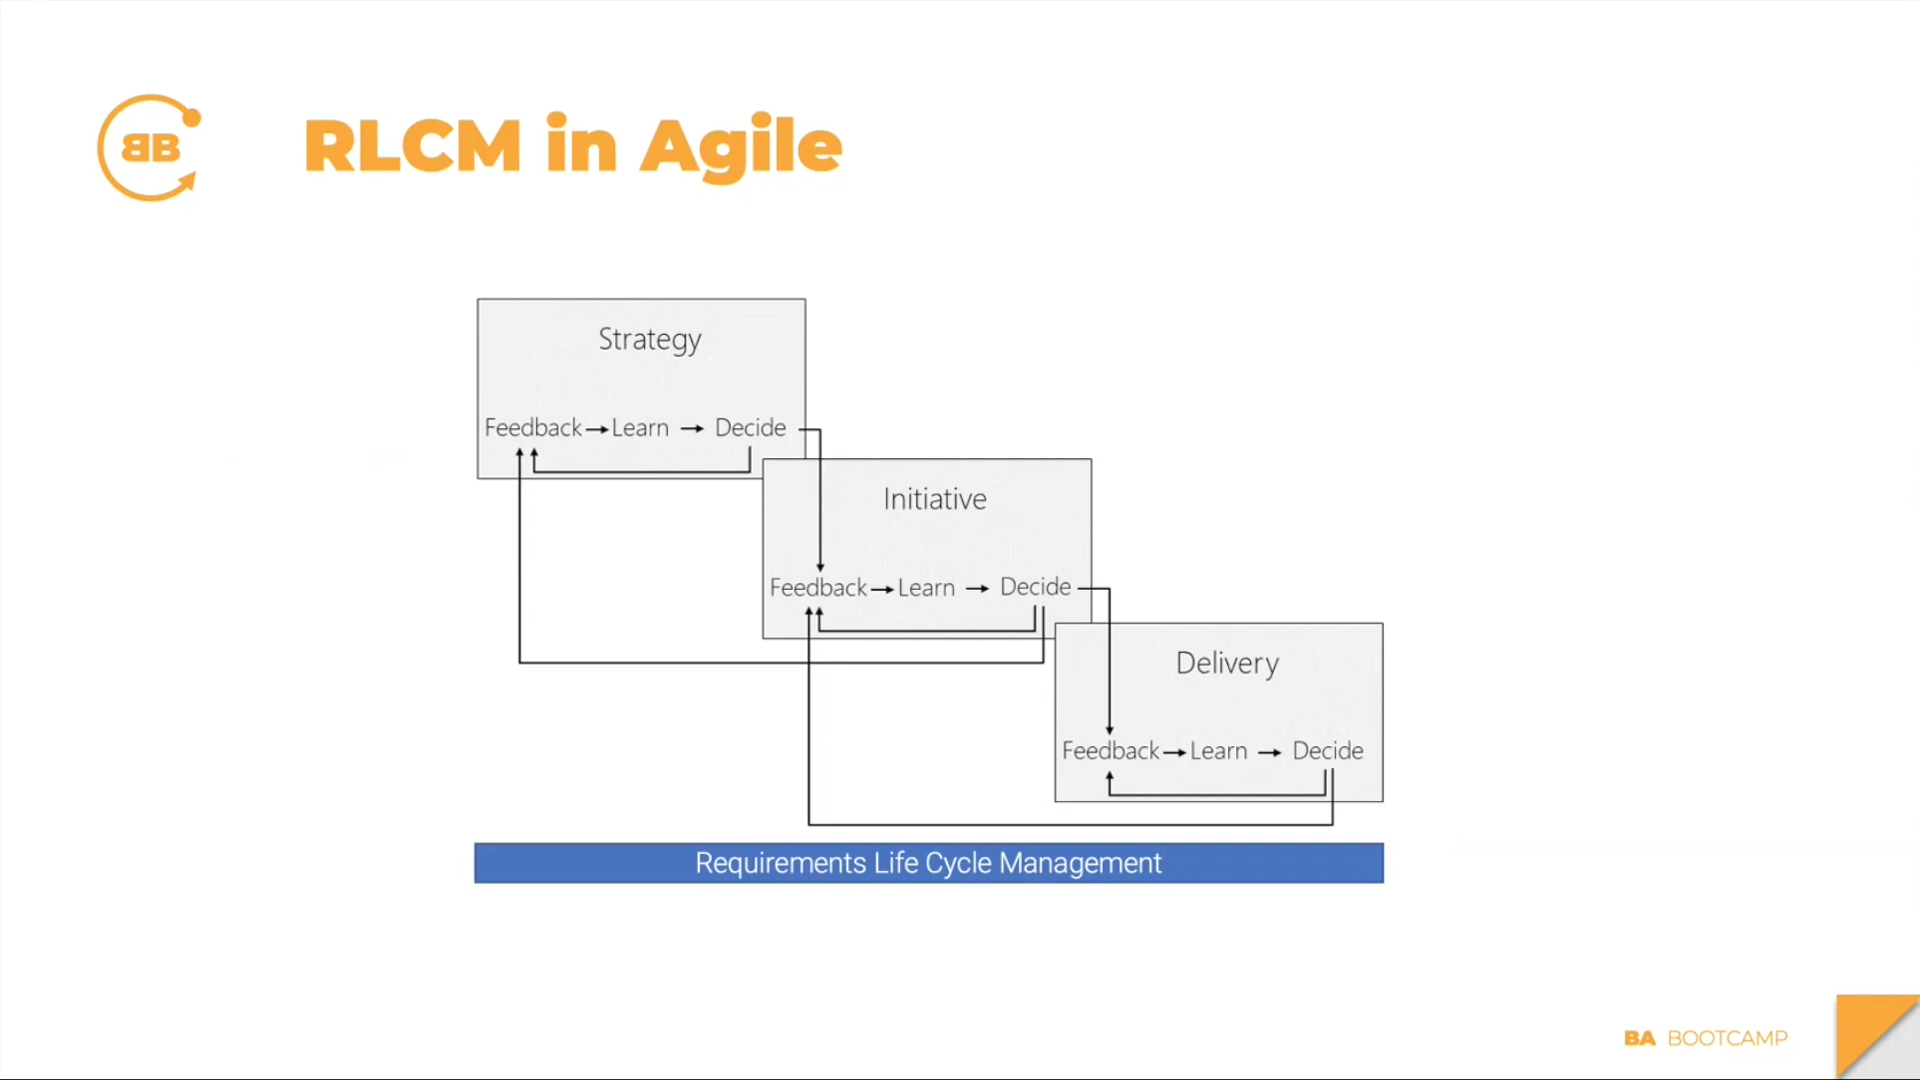 BB
RLCM in Agile
Strategy
Feedback Learn Decide
Initiative
Feedback Learn Decide
Delivery
Feedback Learn Decide
Requirements Life Cycle Management
BA BOOTCAMP